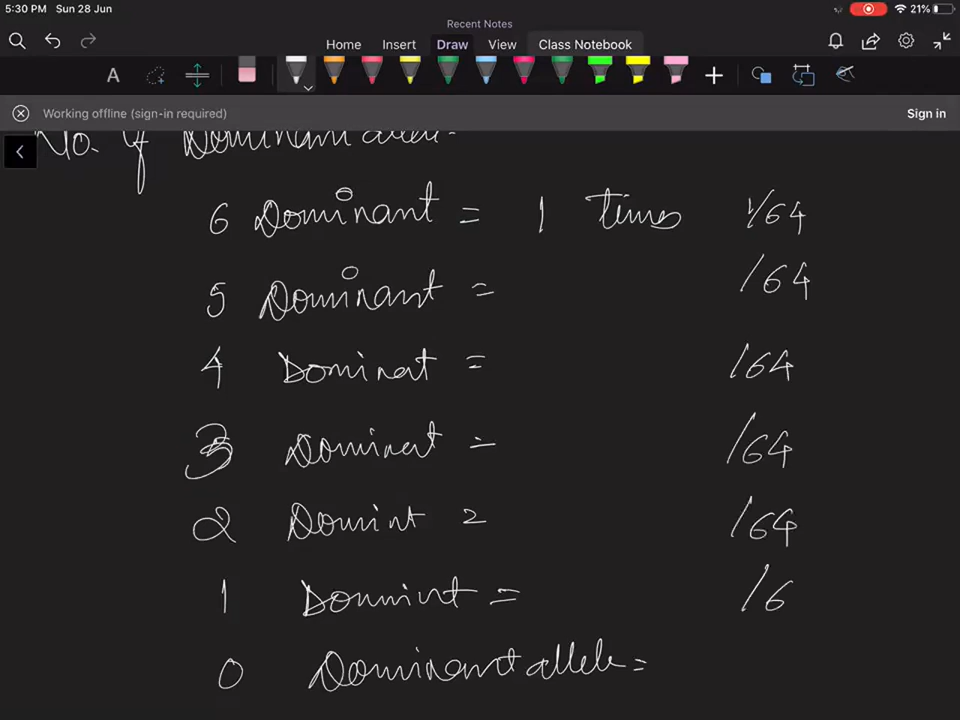 5:30 PM Sun 28 Jun 21%
Recent Notes
Home Insert Draw View Class Notebook
A
Working offline (sign-in required) Sign in
No. of Dominant allele
6 Dominant = 1 times 1/64
5 Dominant = /64
4 Dominat = /64
3 Dominat = /64
2 Domint = /64
1 Dommint = /6
0 Dominant allele =